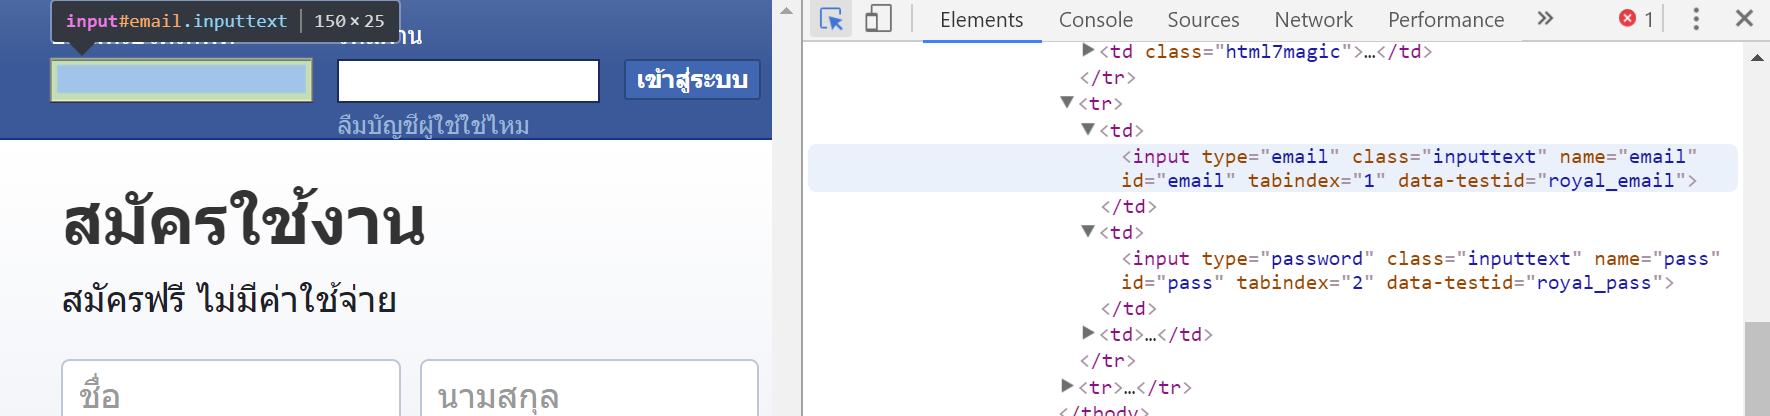 input#email.inputtext 150 × 25
เข้าสู่ระบบ
ลืมบัญชีผู้ใช้ใช่ไหม
สมัครใช้งาน
สมัครฟรี ไม่มีค่าใช้จ่าย
ชื่อ
นามสกุล
Elements Console Sources Network Performance 1
<td class="html7magic">…</td>
</tr>
<tr>
<td>
<input type="email" class="inputtext" name="email"
id="email" tabindex="1" data-testid="royal_email">
</td>
<td>
<input type="password" class="inputtext" name="pass"
id="pass" tabindex="2" data-testid="royal_pass">
</td>
<td>…</td>
</tr>
<tr>…</tr>
</tbody>